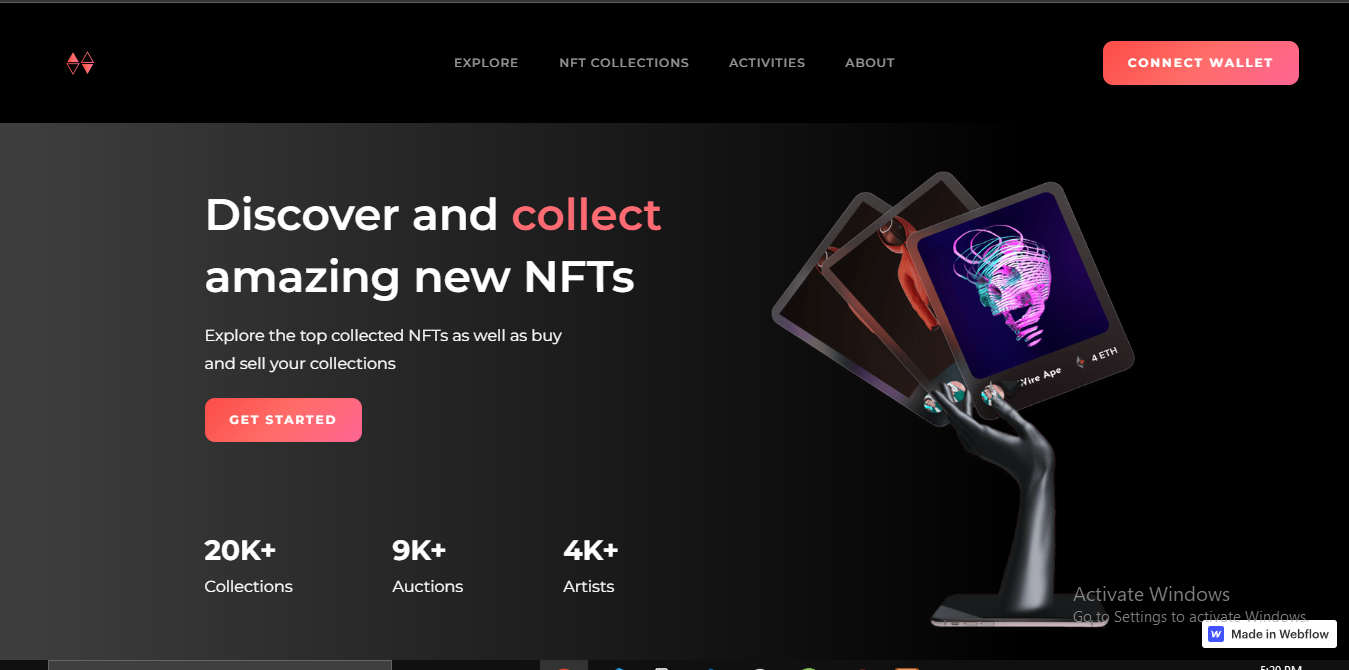 EXPLORE NFT COLLECTIONS ACTIVITIES ABOUT CONNECT WALLET
Discover and collect
amazing new NFTs
Explore the top collected NFTs as well as buy
and sell your collections
GET STARTED
4 ETH
Wire Ape
20K+ 9K+ 4K+
Collections Auctions Artists
Activate Windows
Go to Settings to activate Windows.
Made in Webflow
5:20 PM